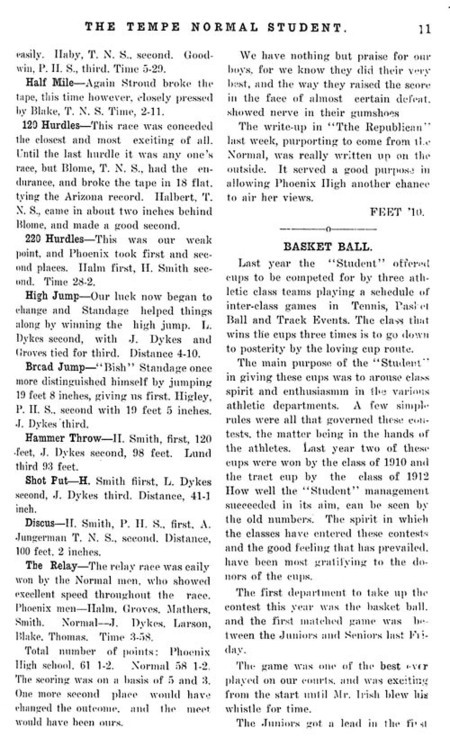 THE TEMPE NORMAL STUDENT. 11
easily. Haby, T. N. S., second. Good-
win, P. H. S., third. Time 5-29.
Half Mile—Again Stroud broke the
tape, this time however, closely pressed
by Blake, T. N. S. Time, 2-11.
120 Hurdles—This race was conceded
the closest and most exciting of all.
Until the last hurdle it was any one's
race, but Blome, T. N. S., had the en-
durance, and broke the tape in 18 flat,
tying the Arizona record. Halbert, T.
N. S., came in about two inches behind
Blome, and made a good second.
220 Hurdles—This was our weak
point, and Phoenix took first and sec-
ond places. Halm first, H. Smith sec-
ond. Time 28-2.
High Jump—Our luck now began to
change and Standage helped things
along by winning the high jump. L.
Dykes second, with J. Dykes and
Groves tied for third. Distance 4-10.
Broad Jump—"Bish" Standage once
more distinguished himself by jumping
19 feet 8 inches, giving us first. Higley,
P. H. S., second with 19 feet 5 inches.
J. Dykes third.
Hammer Throw—H. Smith, first, 120
feet, J. Dykes second, 98 feet. Lund
third 93 feet.
Shot Put—H. Smith fiirst, L. Dykes
second, J. Dykes third. Distance, 41-1
inch.
Discus—H. Smith, P. H. S., first, A.
Jungerman T. N. S., second, Distance,
100 feet, 2 inches.
The Relay—The relay race was eaily
won by the Normal men, who showed
excellent speed throughout the race.
Phoenix men—Halm, Groves, Mathers,
Smith. Normal—J. Dykes, Larson,
Blake, Thomas. Time 3-58.
Total number of points: Phoenix
High school, 61 1-2. Normal 58 1-2.
The scoring was on a basis of 5 and 3.
One more second place would have
changed the outcome, and the meet
would have been ours.
We have nothing but praise for our
boys, for we know they did their very
best, and the way they raised the score
in the face of almost certain defeat,
showed nerve in their gumshoes
The write-up in "Tthe Republican"
last week, purporting to come from the
Normal, was really written up on the
outside. It served a good purpose in
allowing Phoenix High another chance
to air her views.
FEET '10.
BASKET BALL.
Last year the "Student" offered
cups to be competed for by three ath-
letic class teams playing a schedule of
inter-class games in Tennis, Basket
Ball and Track Events. The class that
wins the cups three times is to go down
to posterity by the loving cup route.
The main purpose of the "Student"
in giving these cups was to arouse class
spirit and enthusiasmm in the various
athletic departments. A few simple
rules were all that governed these con-
tests, the matter being in the hands of
the athletes. Last year two of these
cups were won by the class of 1910 and
the tract cup by the class of 1912
How well the "Student" management
succeeded in its aim, can be seen by
the old numbers. The spirit in which
the classes have entered these contests
and the good feeling that has prevailed,
have been most gratifying to the do-
nors of the cups.
The first department to take up the
contest this year was the basket ball,
and the first matched game was be-
tween the Juniors and Seniors last Fri-
day.
The game was one of the best ever
played on our courts, and was exciting
from the start until Mr. Irish blew his
whistle for time.
The Juniors got a lead in the first